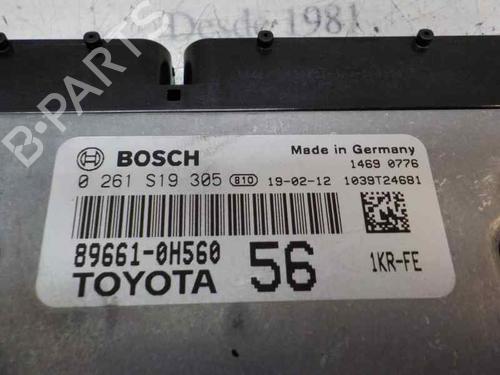 Desde 1981
B-PARTS
BOSCH
Made in Germany
1469 0776
0 261 S19 305 810 19-02-12 1039T24681
89661-0H560
56
1KR-FE
TOYOTA